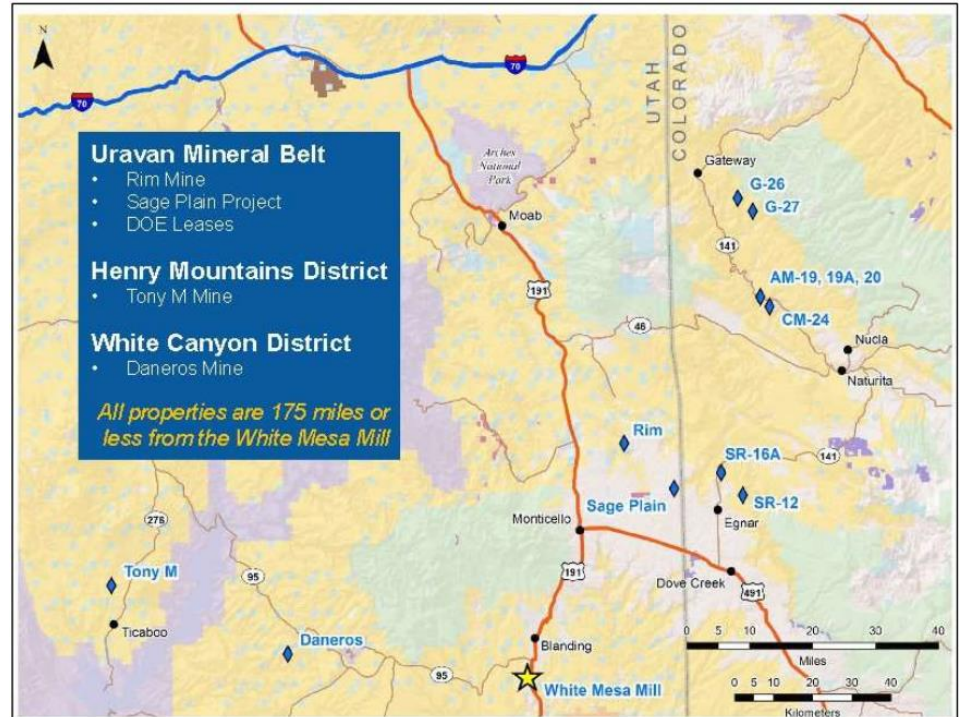 N
70
70
UTAH
COLORADO
Uravan Mineral Belt
• Rim Mine
• Sage Plain Project
• DOE Leases
Henry Mountains District
• Tony M Mine
White Canyon District
• Daneros Mine
All properties are 175 miles or
less from the White Mesa Mill
Arches
National
Park
Moab
Gateway
G-26
G-27
141
AM-19, 19A, 20
CM-24
191
46
Nucla
Naturita
Rim
141
SR-16A
Sage Plain
SR-12
Monticello
Egnar
276
95
191
Dove Creek
491
Tony M
Ticaboo
Daneros
Blanding
95
White Mesa Mill
0 5 10 20 30 40
Miles
0 5 10 20 30 40
Kilometers